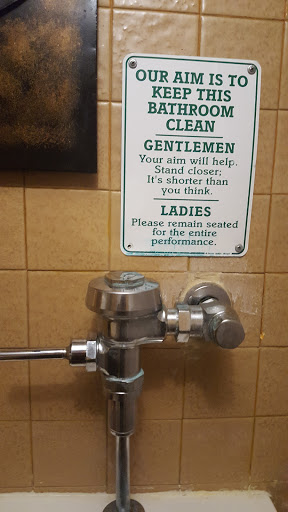 OUR AIM IS TO
KEEP THIS
BATHROOM
CLEAN
GENTLEMEN
Your aim will help.
Stand closer;
It's shorter than
you think.
LADIES
Please remain seated
for the entire
performance.